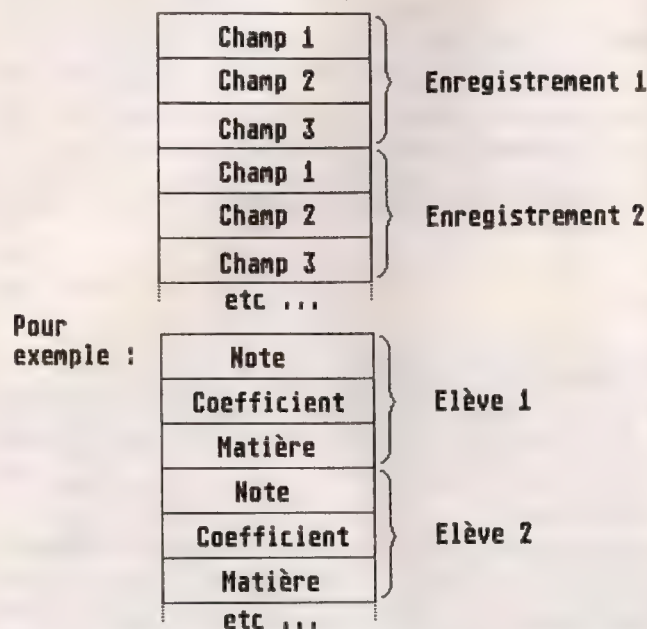 Champ 1
Champ 2 Enregistrement 1
Champ 3
Champ 1
Champ 2 Enregistrement 2
Champ 3
etc ...
Pour
exemple :
Note
Coefficient Elève 1
Matière
Note
Coefficient Elève 2
Matière
etc ...